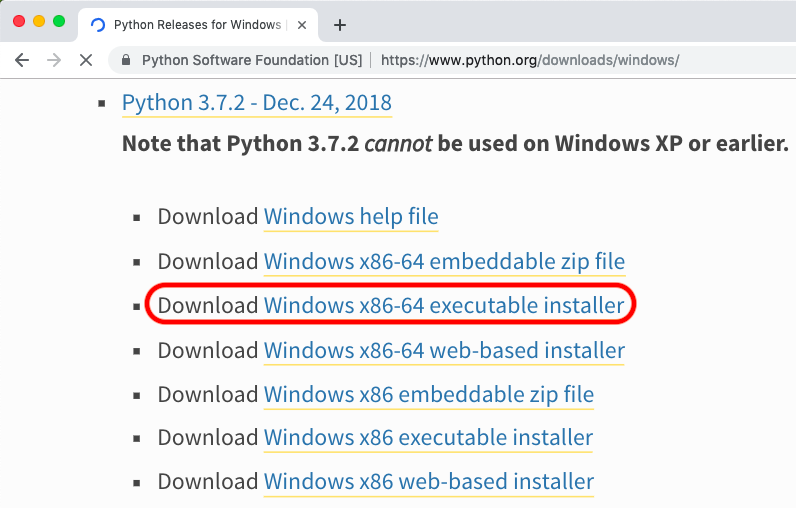 Python Releases for Windows
Python Software Foundation [US] | https://www.python.org/downloads/windows/
Python 3.7.2 - Dec. 24, 2018
Note that Python 3.7.2 cannot be used on Windows XP or earlier.
Download Windows help file
Download Windows x86-64 embeddable zip file
Download Windows x86-64 executable installer
Download Windows x86-64 web-based installer
Download Windows x86 embeddable zip file
Download Windows x86 executable installer
Download Windows x86 web-based installer